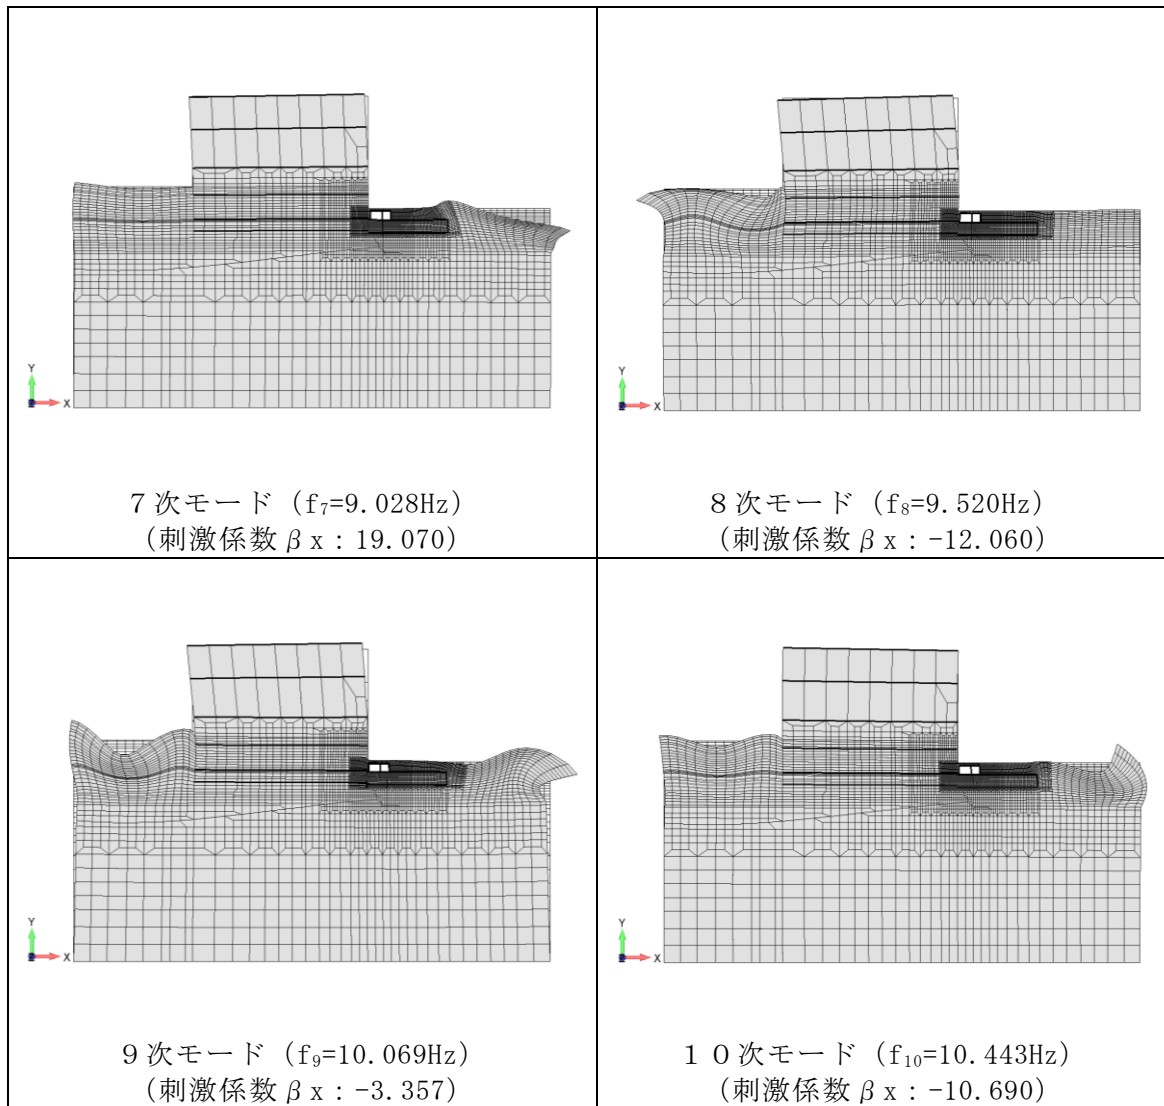 Y
X
７次モード（f₇=9.028Hz）
（刺激係数βx：19.070）
Y
X
８次モード（f₈=9.520Hz）
（刺激係数βx：-12.060）
Y
X
９次モード（f₉=10.069Hz）
（刺激係数βx：-3.357）
Y
X
１０次モード（f₁₀=10.443Hz）
（刺激係数βx：-10.690）